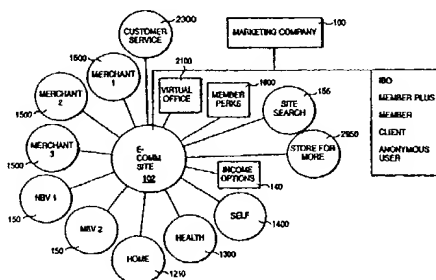 2300
CUSTOMER
SERVICE
MARKETING COMPANY
100
2100
VIRTUAL
OFFICE
MEMBER
PERKS
1500
MERCHANT
1
MERCHANT
2
1500
MERCHANT
3
1500
SITE
SEARCH
156
STORE FOR
MORE
2950
E-
COMM
SITE
102
INCOME
OPTIONS
140
NBV 1
150
MBV 2
150
HOME
1210
HEALTH
1300
SELF
1400
IBO
MEMBER PLUS
MEMBER
CLIENT
ANONYMOUS
USER